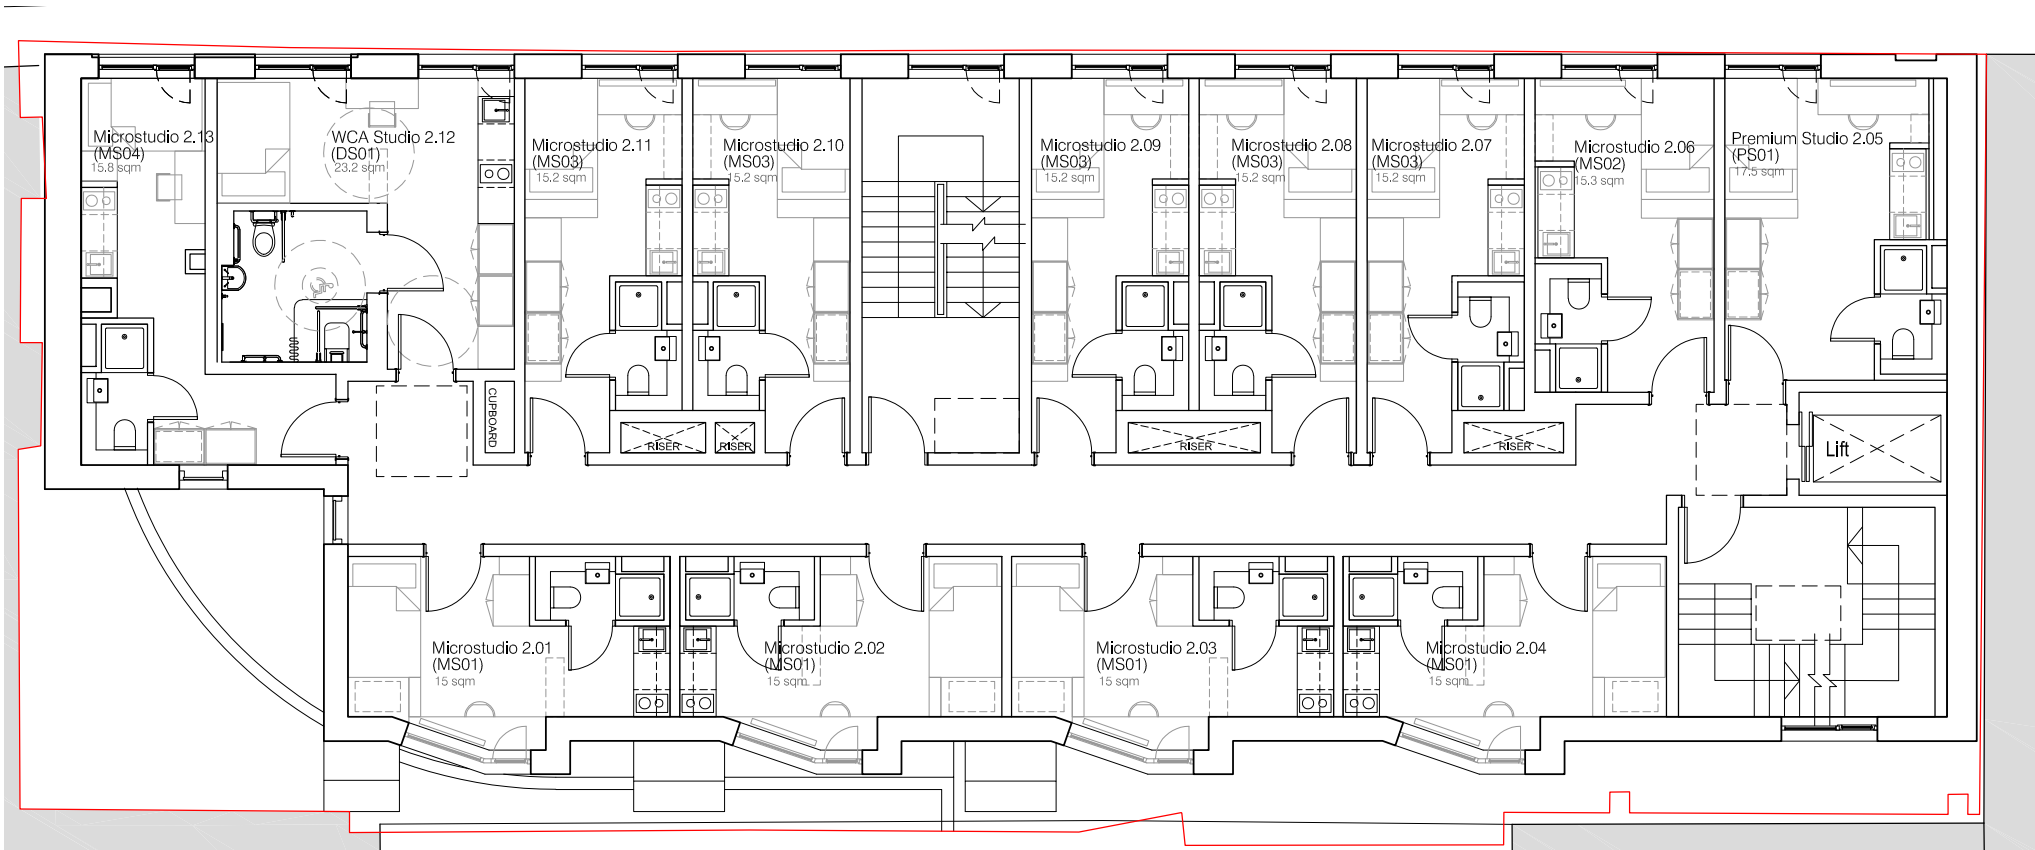 Microstudio 2.13
(MS04)
15.8 sqm
WCA Studio 2.12
(DS01)
23.2 sqm
Microstudio 2.11
(MS03)
15.2 sqm
Microstudio 2.10
(MS03)
15.2 sqm
Microstudio 2.09
(MS03)
15.2 sqm
Microstudio 2.08
(MS03)
15.2 sqm
Microstudio 2.07
(MS03)
15.2 sqm
Microstudio 2.06
(MS02)
15.3 sqm
Premium Studio 2.05
(PS01)
17.5 sqm
CUPBOARD
RISER
RISER
RISER
RISER
Lift
Microstudio 2.01
(MS01)
15 sqm
Microstudio 2.02
(MS01)
15 sqm
Microstudio 2.03
(MS01)
15 sqm
Microstudio 2.04
(MS01)
15 sqm